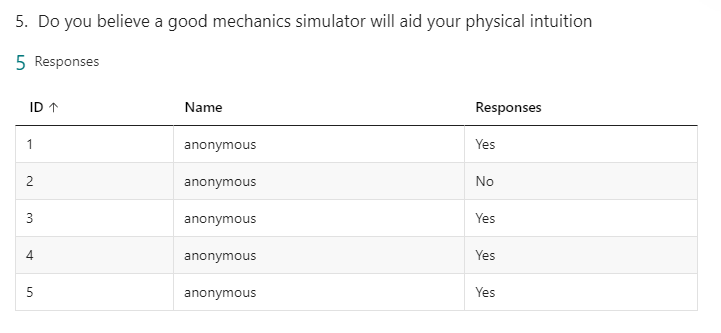 5. Do you believe a good mechanics simulator will aid your physical intuition
5 Responses
ID ↑ Name Responses
1 anonymous Yes
2 anonymous No
3 anonymous Yes
4 anonymous Yes
5 anonymous Yes